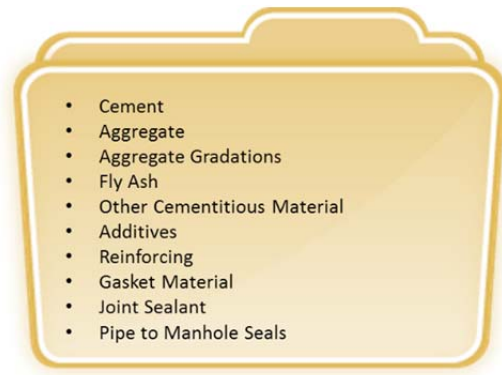 • Cement
• Aggregate
• Aggregate Gradations
• Fly Ash
• Other Cementitious Material
• Additives
• Reinforcing
• Gasket Material
• Joint Sealant
• Pipe to Manhole Seals